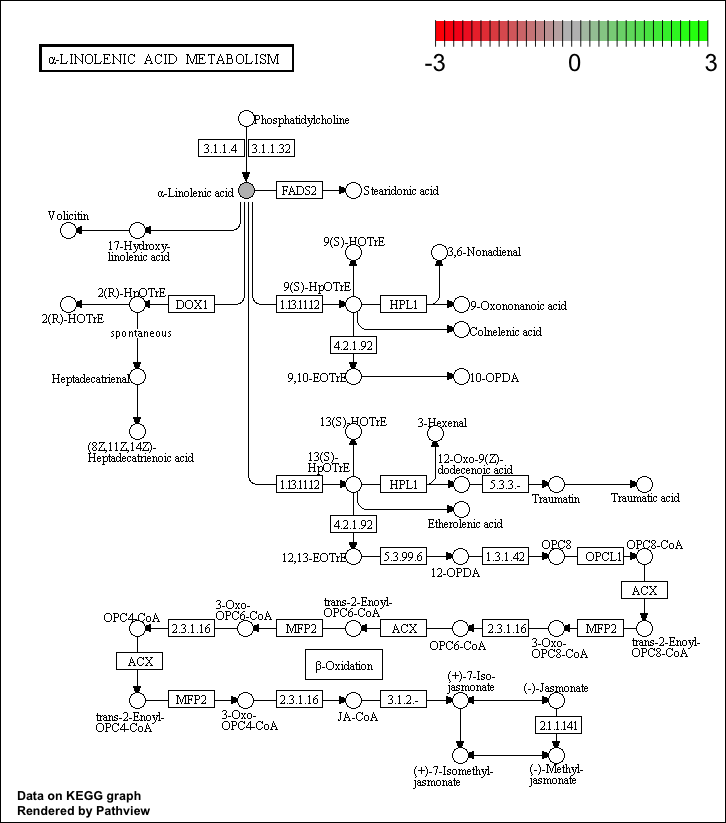 -3 0 3
α-LINOLENIC ACID METABOLISM
Phosphatidylcholine
3.1.1.4 3.1.1.32
α-Linolenic acid FADS2 Stearidonic acid
Volicitin
17-Hydroxy-
linolenic acid
9(S)-HOTrE
3,6-Nonadienal
2(R)-HpOTrE DOX1
9(S)-HpOTrE
1.13.11.12 HPL1 9-Oxononanoic acid
2(R)-HOTrE
Colnelenic acid
spontaneous
4.2.1.92
Heptadecatrienal
9,10-EOTrE 10-OPDA
(8Z,11Z,14Z)-
Heptadecatrienoic acid
13(S)-HOTrE
3-Hexenal
13(S)-
HpOTrE
12-Oxo-9(Z)-
dodecenoic acid
1.13.11.12 HPL1 5.3.3.-
Traumatin Traumatic acid
Etherolenic acid
4.2.1.92
12,13-EOTrE 5.3.99.6 12-OPDA 1.3.1.42 OPC8 OPCL1 OPC8-CoA
ACX
OPC4-CoA 2.3.1.16 3-Oxo-
OPC6-CoA MFP2 trans-2-Enoyl-
OPC6-CoA ACX OPC6-CoA 2.3.1.16 3-Oxo-
OPC8-CoA MFP2 trans-2-Enoyl-
OPC8-CoA
ACX
β-Oxidation
trans-2-Enoyl-
OPC4-CoA MFP2 3-Oxo-
OPC4-CoA 2.3.1.16 JA-CoA 3.1.2.-
(+)-7-Iso-
jasmonate
(-)-Jasmonate
2.1.1.141
(+)-7-Isomethyl-
jasmonate
(-)-Methyl-
jasmonate
Data on KEGG graph
Rendered by Pathview